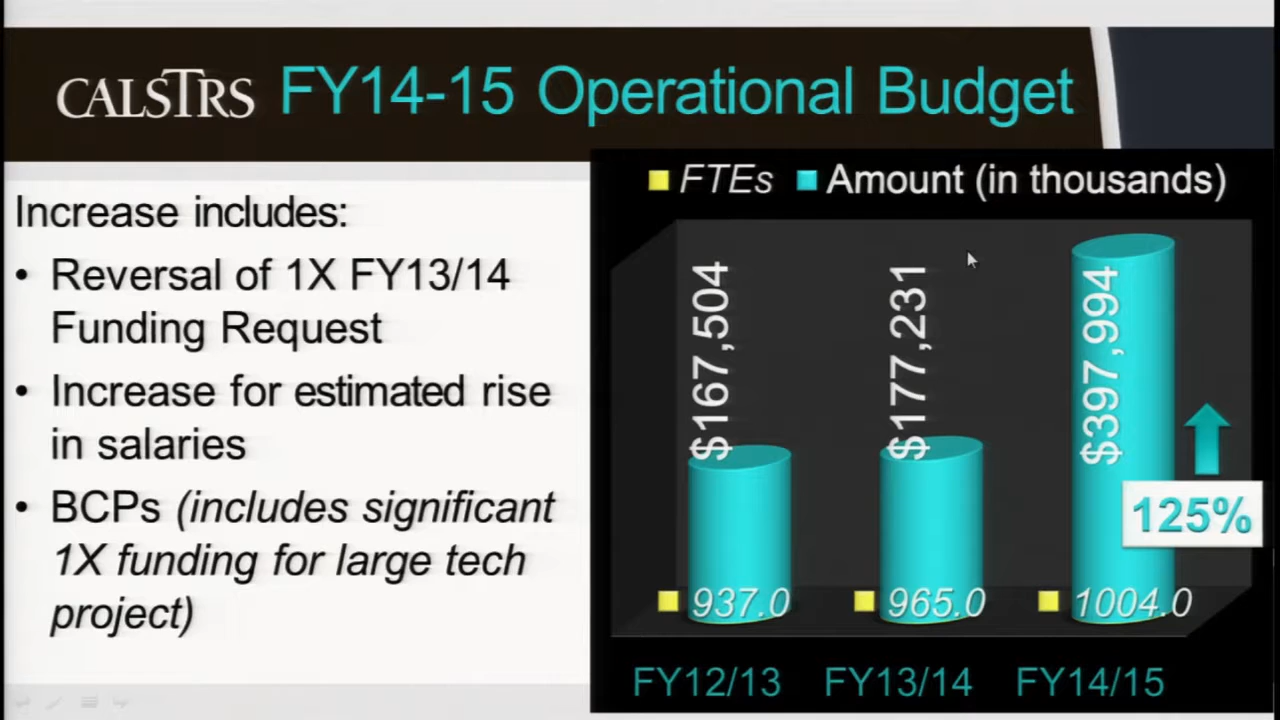 CALSTRS FY14-15 Operational Budget
Increase includes:
• Reversal of 1X FY13/14
Funding Request
• Increase for estimated rise
in salaries
• BCPs (includes significant
1X funding for large tech
project)
FTEs Amount (in thousands)
$167,504 $177,231 $397,994
125%
937.0 965.0 1004.0
FY12/13 FY13/14 FY14/15